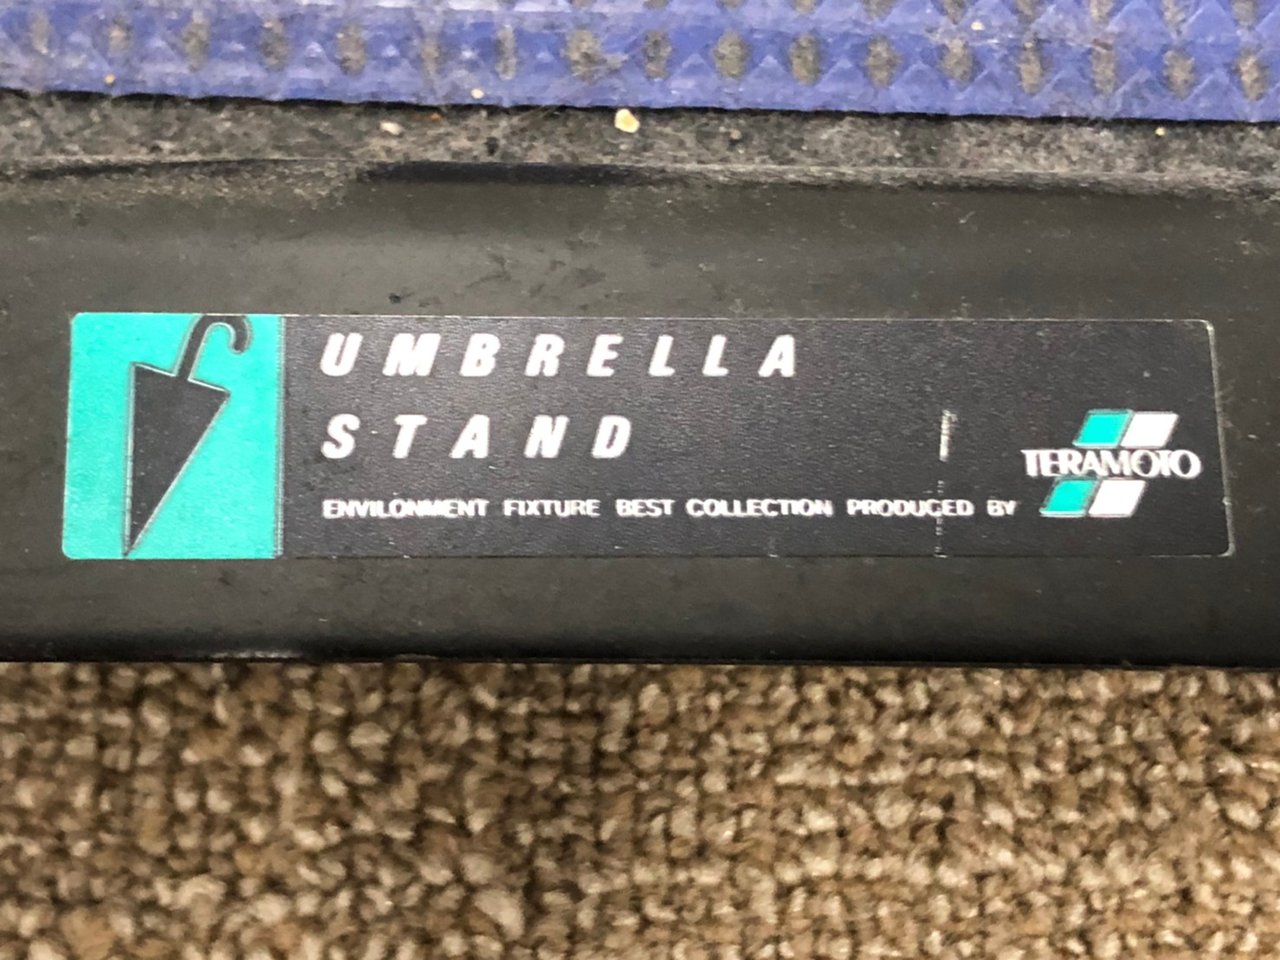 UMBRELLA
STAND
ENVILONMENT FIXTURE BEST COLLECTION PRODUCED BY
TERAMOTO